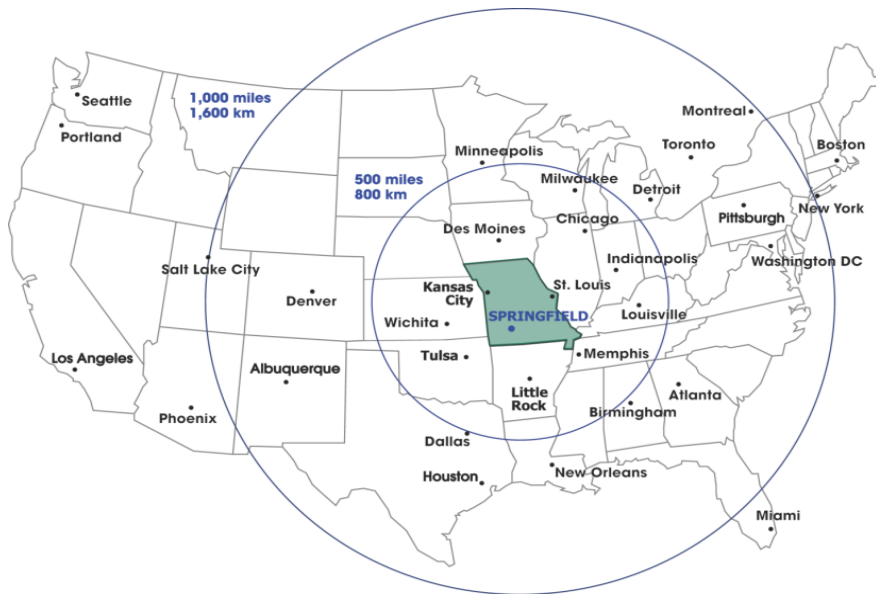 Seattle
1,000 miles
1,600 km
Montreal
Portland
Toronto
Boston
Minneapolis
500 miles
800 km
Milwaukee
Detroit
New York
Pittsburgh
Chicago
Des Moines
Washington DC
Indianapolis
Salt Lake City
Kansas
City
St. Louis
Denver
Louisville
SPRINGFIELD
Wichita
Los Angeles
Tulsa
Memphis
Albuquerque
Little
Rock
Atlanta
Phoenix
Birmingham
Dallas
Houston
New Orleans
Miami